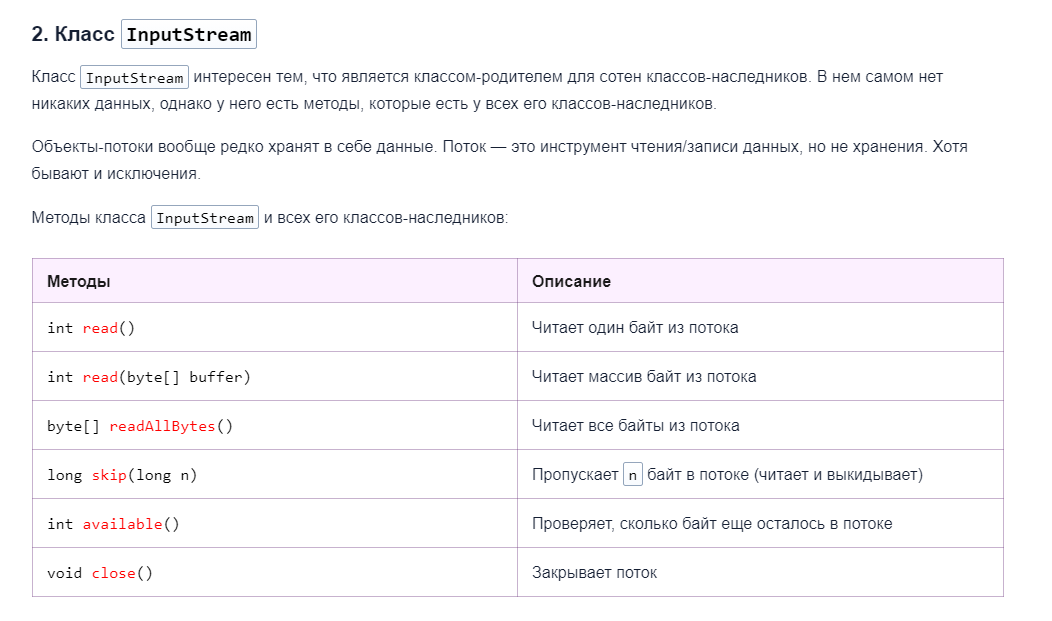 2. Класс InputStream
Класс InputStream интересен тем, что является классом-родителем для сотен классов-наследников. В нем самом нет
никаких данных, однако у него есть методы, которые есть у всех его классов-наследников.
Объекты-потоки вообще редко хранят в себе данные. Поток — это инструмент чтения/записи данных, но не хранения. Хотя
бывают и исключения.
Методы класса InputStream и всех его классов-наследников:
Методы Описание
int read() Читает один байт из потока
int read(byte[] buffer) Читает массив байт из потока
byte[] readAllBytes() Читает все байты из потока
long skip(long n) Пропускает n байт в потоке (читает и выкидывает)
int available() Проверяет, сколько байт еще осталось в потоке
void close() Закрывает поток